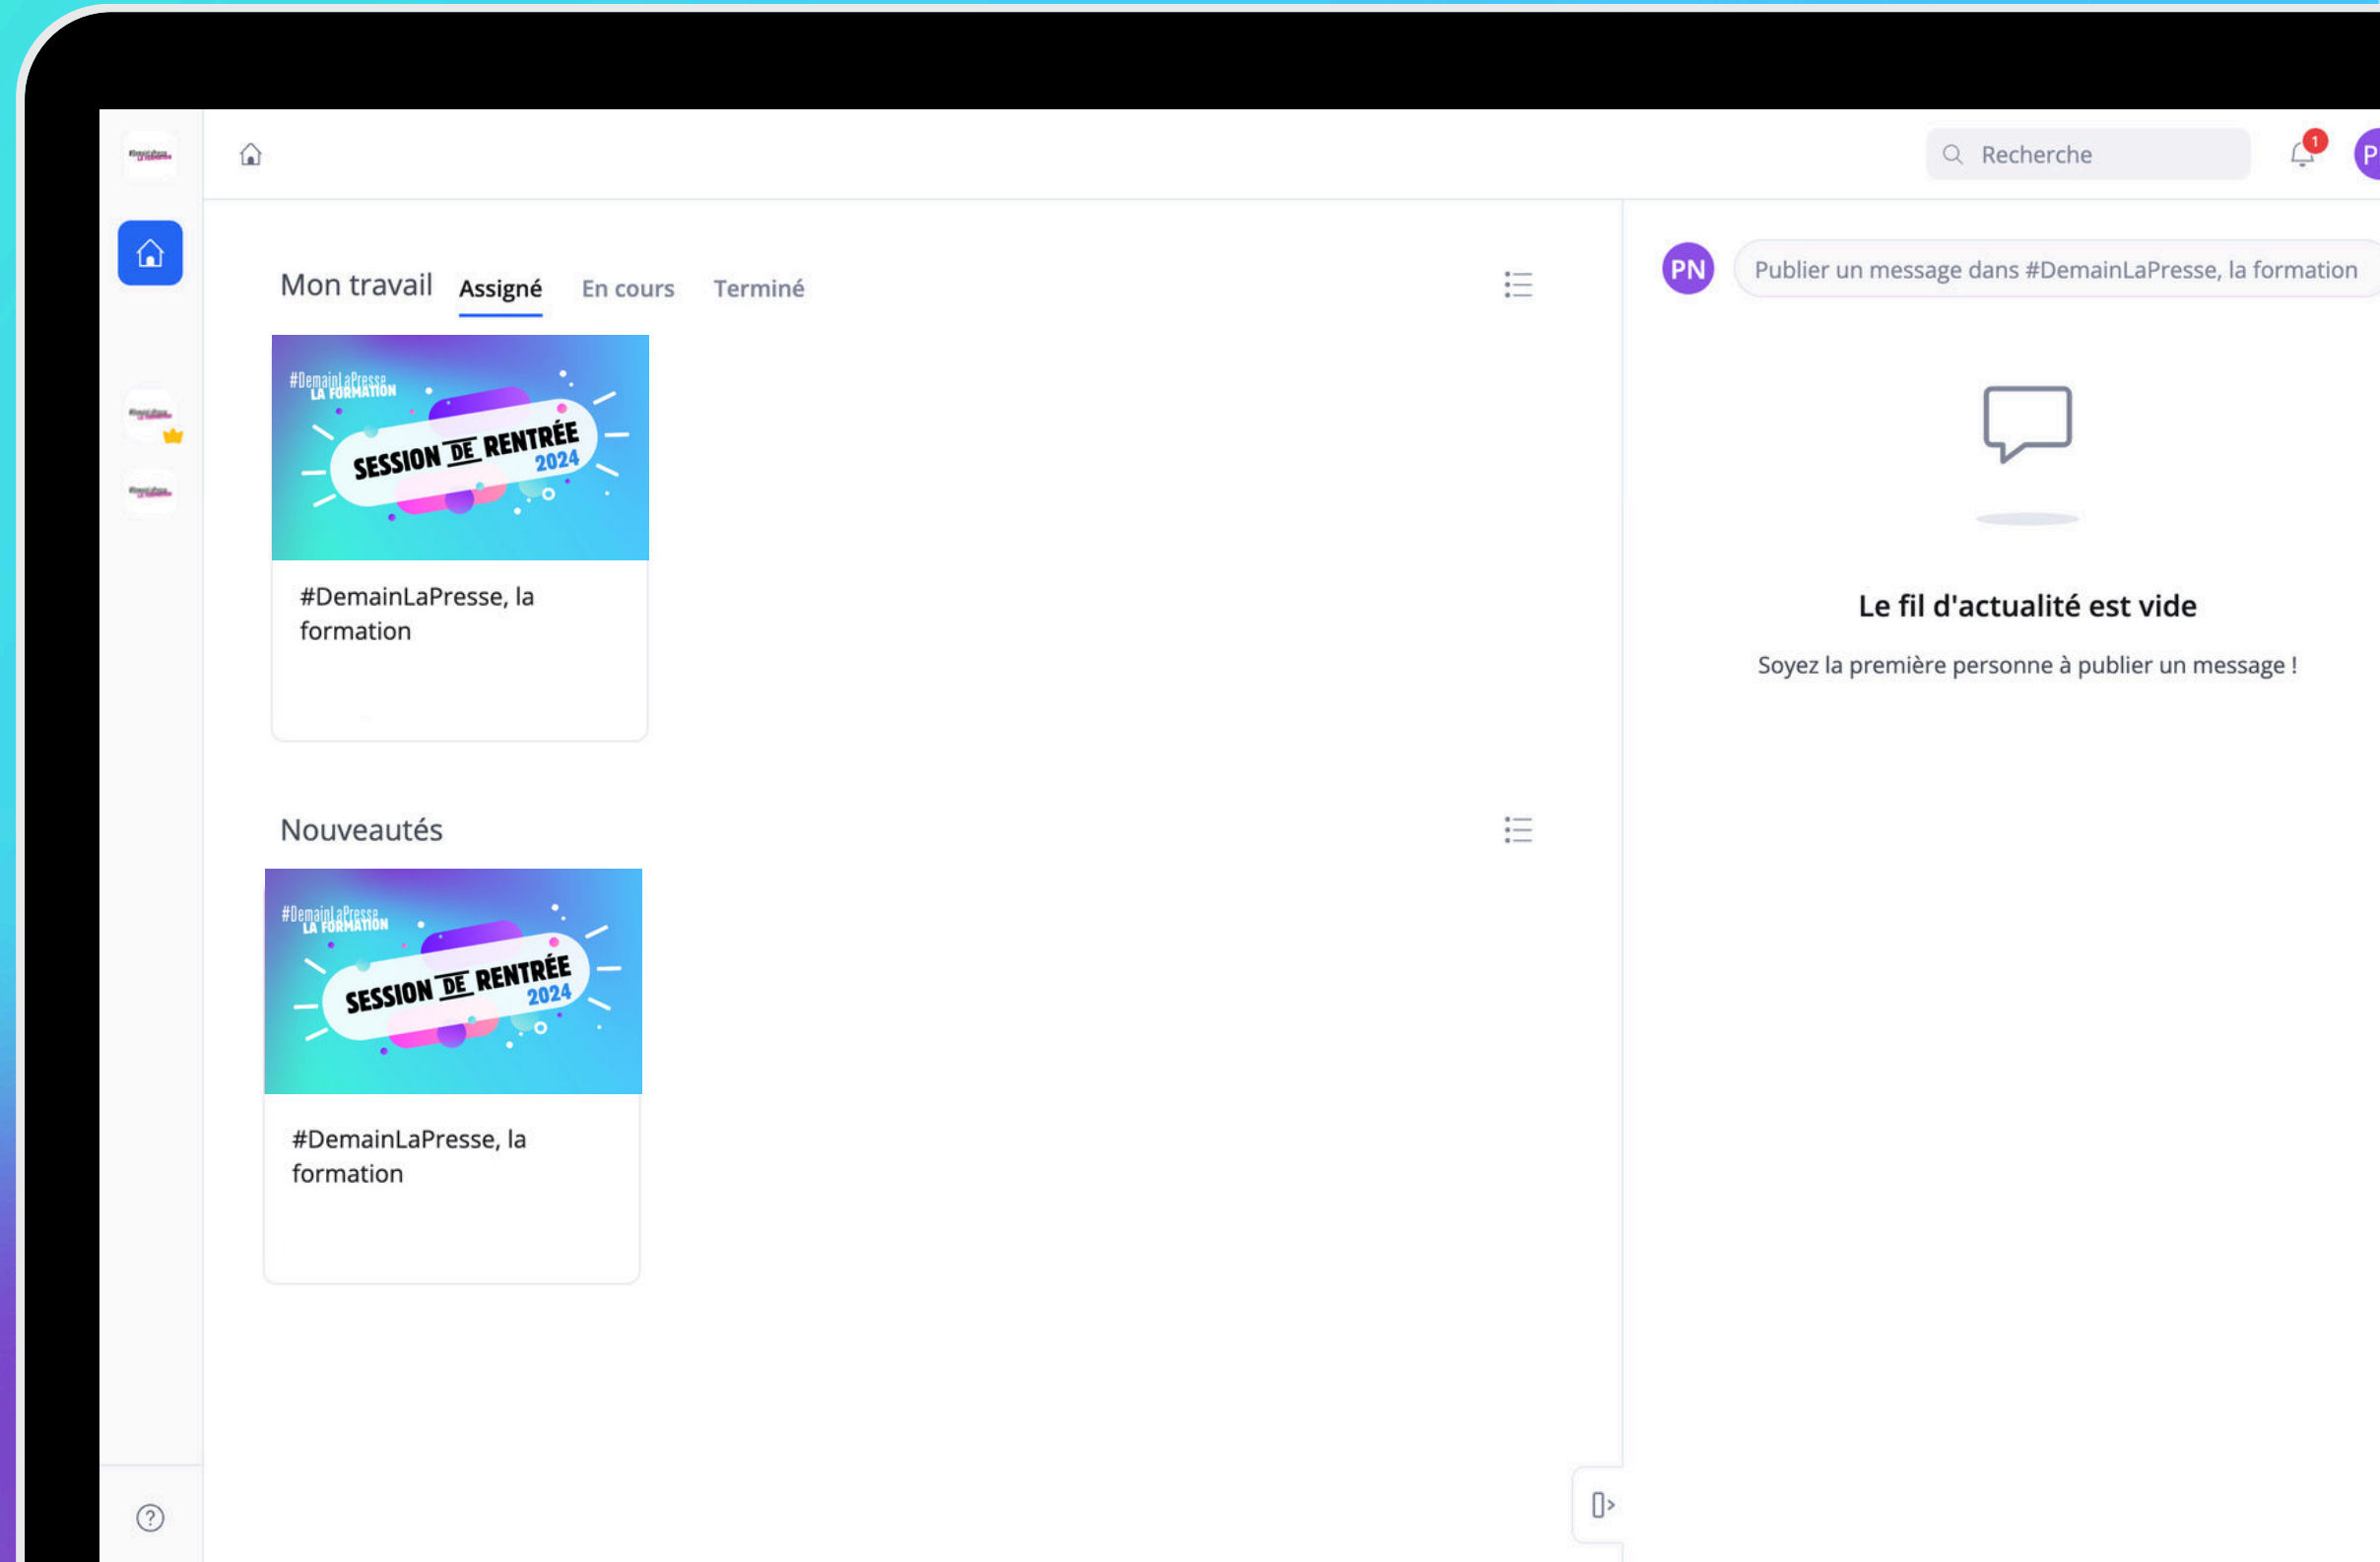 Recherche
1
P
Mon travail Assigné En cours Terminé
PN
Publier un message dans #DemainLaPresse, la formation
#DemainLaPresse
LA FORMATION
SESSION DE RENTRÉE
2024
#DemainLaPresse, la
formation
Le fil d'actualité est vide
Soyez la première personne à publier un message !
Nouveautés
#DemainLaPresse
LA FORMATION
SESSION DE RENTRÉE
2024
#DemainLaPresse, la
formation